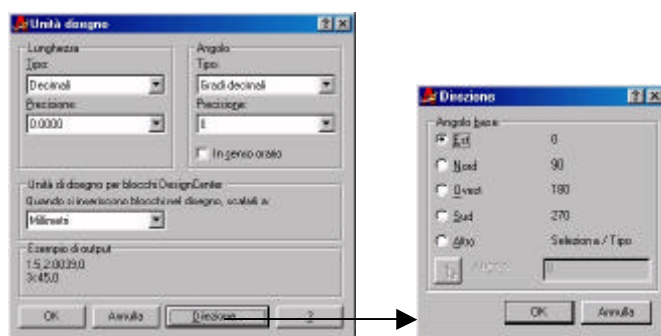 Unità disegno
Lunghezza
Tipo:
Decimali
Precisione:
0.0000
Angolo
Tipo:
Gradi decimali
Precisione:
0
In senso orario
Unità di disegno per blocchi DesignCenter
Quando si inseriscono blocchi nel disegno, scalarli a:
Millimetri
Esempio di output
1.5,2.0039,0
3<45,0
OK Annulla Direzione... ?
Direzione
Angolo base
Est 0
Nord 90
Ovest 180
Sud 270
Altro Seleziona / Tipo
Angolo:
0
OK Annulla